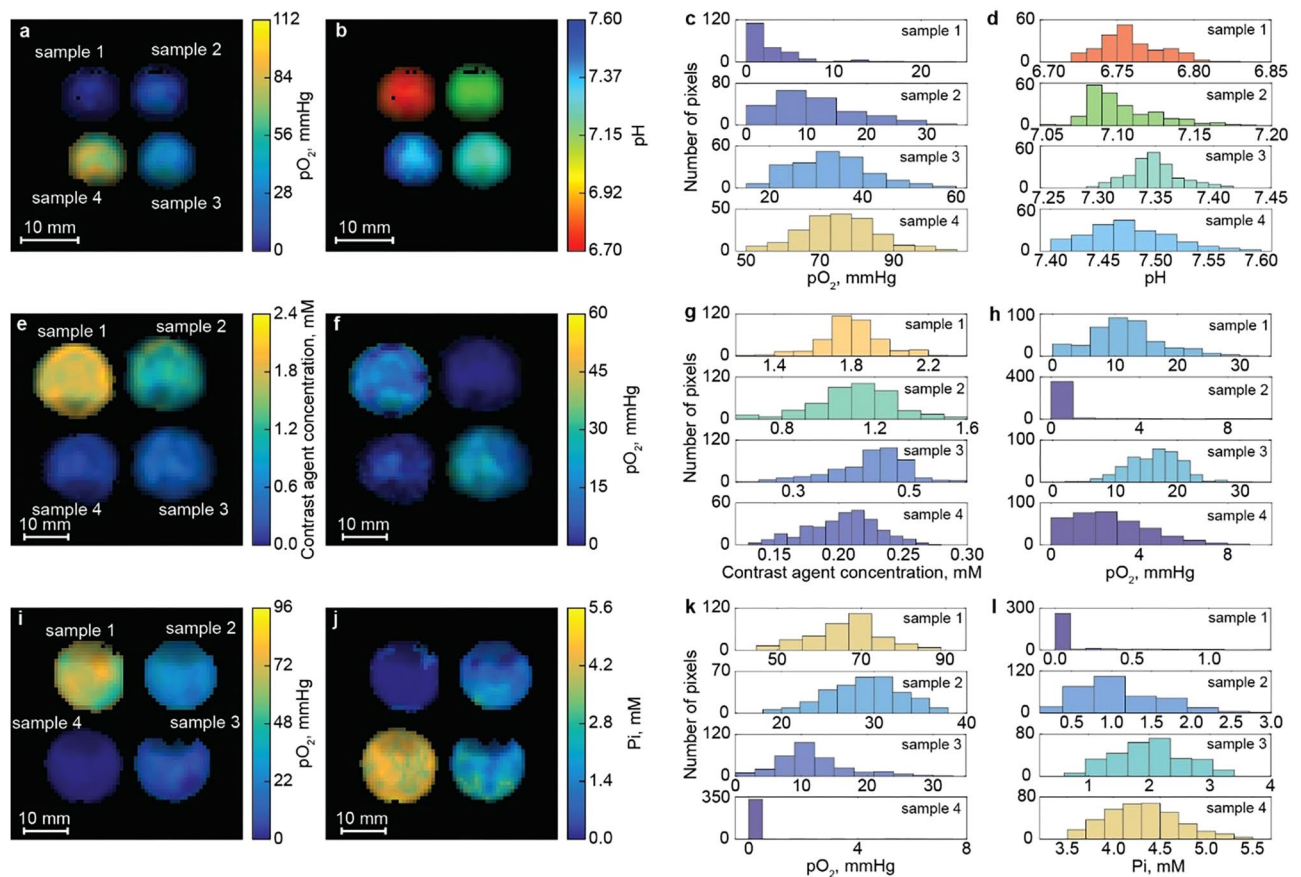 a
sample 1
sample 2
sample 4
sample 3
10 mm
112
84
56
28
0
pO2, mmHg
b
10 mm
7.60
7.37
7.15
6.92
6.70
pH
c
Number of pixels
120
0
sample 1
0
10
20
80
0
sample 2
0
10
20
30
60
0
sample 3
20
40
60
50
0
sample 4
50
70
90
pO2, mmHg
d
60
0
sample 1
6.70
6.75
6.80
6.85
60
0
sample 2
7.05
7.10
7.15
7.20
60
0
sample 3
7.25
7.30
7.35
7.40
7.45
60
0
sample 4
7.40
7.45
7.50
7.55
7.60
pH
e
sample 1
sample 2
sample 4
sample 3
10 mm
2.4
1.8
1.2
0.6
0.0
Contrast agent concentration, mM
f
10 mm
60
45
30
15
0
pO2, mmHg
g
Number of pixels
120
0
sample 1
1.4
1.8
2.2
120
0
sample 2
0.8
1.2
1.6
120
0
sample 3
0.3
0.5
60
0
sample 4
0.15
0.20
0.25
0.30
Contrast agent concentration, mM
h
100
0
sample 1
0
10
20
30
400
0
sample 2
0
4
8
100
0
sample 3
0
10
20
30
100
0
sample 4
0
4
8
pO2, mmHg
i
sample 1
sample 2
sample 4
sample 3
10 mm
96
72
48
22
0
pO2, mmHg
j
10 mm
5.6
4.2
2.8
1.4
0.0
Pi, mM
k
Number of pixels
120
0
sample 1
50
70
90
70
0
sample 2
20
30
40
120
0
sample 3
0
10
20
30
350
0
sample 4
0
4
8
pO2, mmHg
l
300
0
sample 1
0.0
0.5
1.0
120
0
sample 2
0.5
1.0
1.5
2.0
2.5
3.0
80
0
sample 3
1
2
3
4
80
0
sample 4
3.5
4.0
4.5
5.0
5.5
Pi, mM